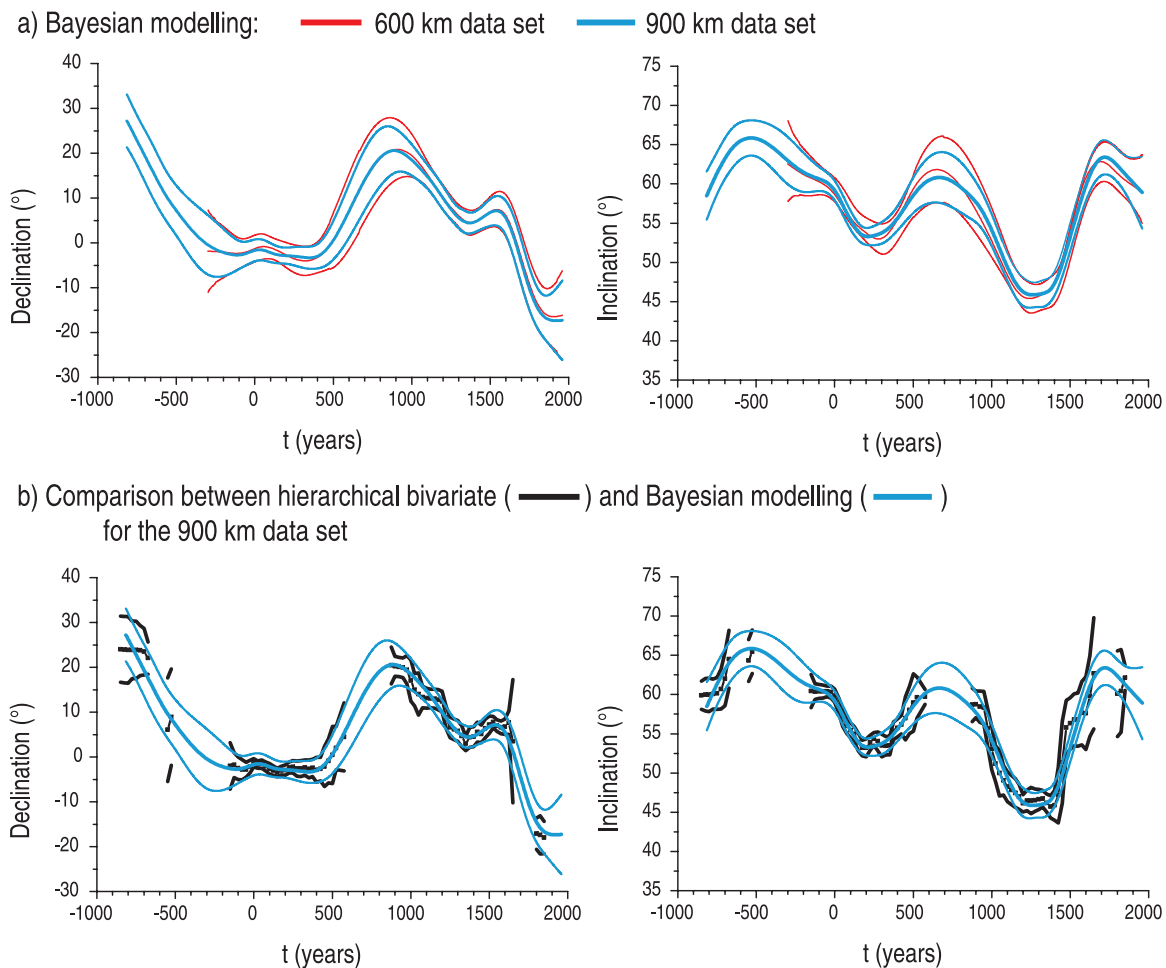 a) Bayesian modelling: 600 km data set 900 km data set
Declination (°)
40
30
20
10
0
-10
-20
-30
-1000 -500 0 500 1000 1500 2000
t (years)
Inclination (°)
75
70
65
60
55
50
45
40
35
-1000 -500 0 500 1000 1500 2000
t (years)
b) Comparison between hierarchical bivariate ( ) and Bayesian modelling ( )
for the 900 km data set
Declination (°)
40
30
20
10
0
-10
-20
-30
-1000 -500 0 500 1000 1500 2000
t (years)
Inclination (°)
75
70
65
60
55
50
45
40
35
-1000 -500 0 500 1000 1500 2000
t (years)